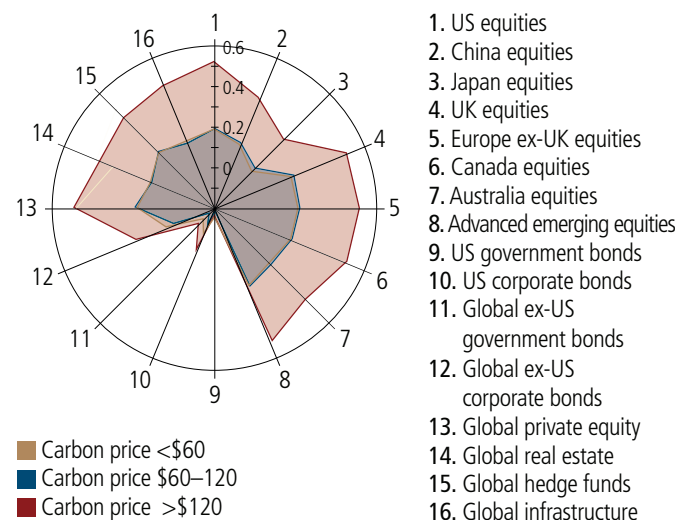 1
2
3
4
5
6
7
8
9
10
11
12
13
14
15
16
0.6
0.4
0.2
0
1. US equities
2. China equities
3. Japan equities
4. UK equities
5. Europe ex-UK equities
6. Canada equities
7. Australia equities
8. Advanced emerging equities
9. US government bonds
10. US corporate bonds
11. Global ex-US
government bonds
12. Global ex-US
corporate bonds
13. Global private equity
14. Global real estate
15. Global hedge funds
16. Global infrastructure
Carbon price <$60
Carbon price $60–120
Carbon price >$120